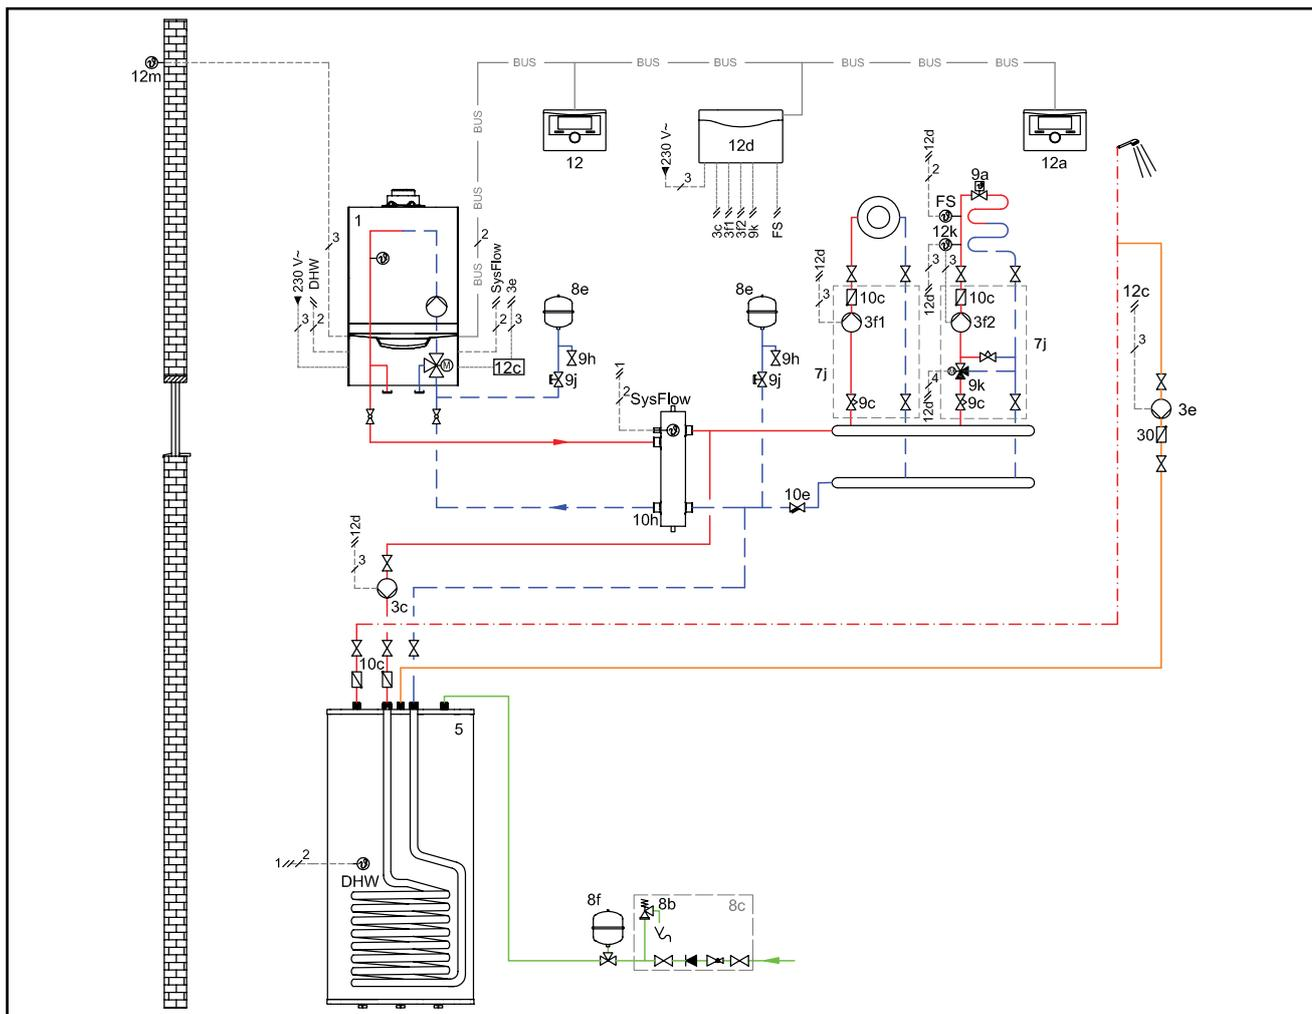 BUS BUS BUS BUS BUS BUS
12m
12d
12
12d
12a
BUS
230 V~
3
2
3c
3f1
3f2
9k
FS
9a
FS
12k
1
3
2
BUS
230 V~
DHW
SysFlow
3e
3
2
2
3
12c
M
8e
9h
9j
8e
9h
9j
12d
3
10c
3f1
7j
9c
3
12d
3
10c
3f2
7j
9k
4
12d
9c
12c
3
3e
30
1
2
SysFlow
10h
10e
12d
3
3c
10c
5
1
2
DHW
8f
8b
8c